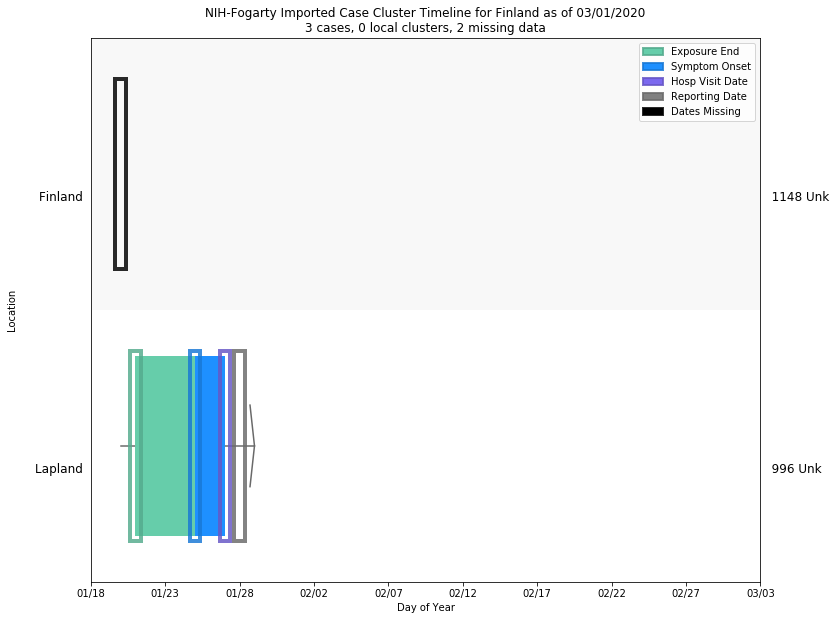 NIH-Fogarty Imported Case Cluster Timeline for Finland as of 03/01/2020
3 cases, 0 local clusters, 2 missing data
Exposure End
Symptom Onset
Hosp Visit Date
Reporting Date
Dates Missing
Finland
1148 Unk
Location
Lapland
996 Unk
01/18 01/23 01/28 02/02 02/07 02/12 02/17 02/22 02/27 03/03
Day of Year